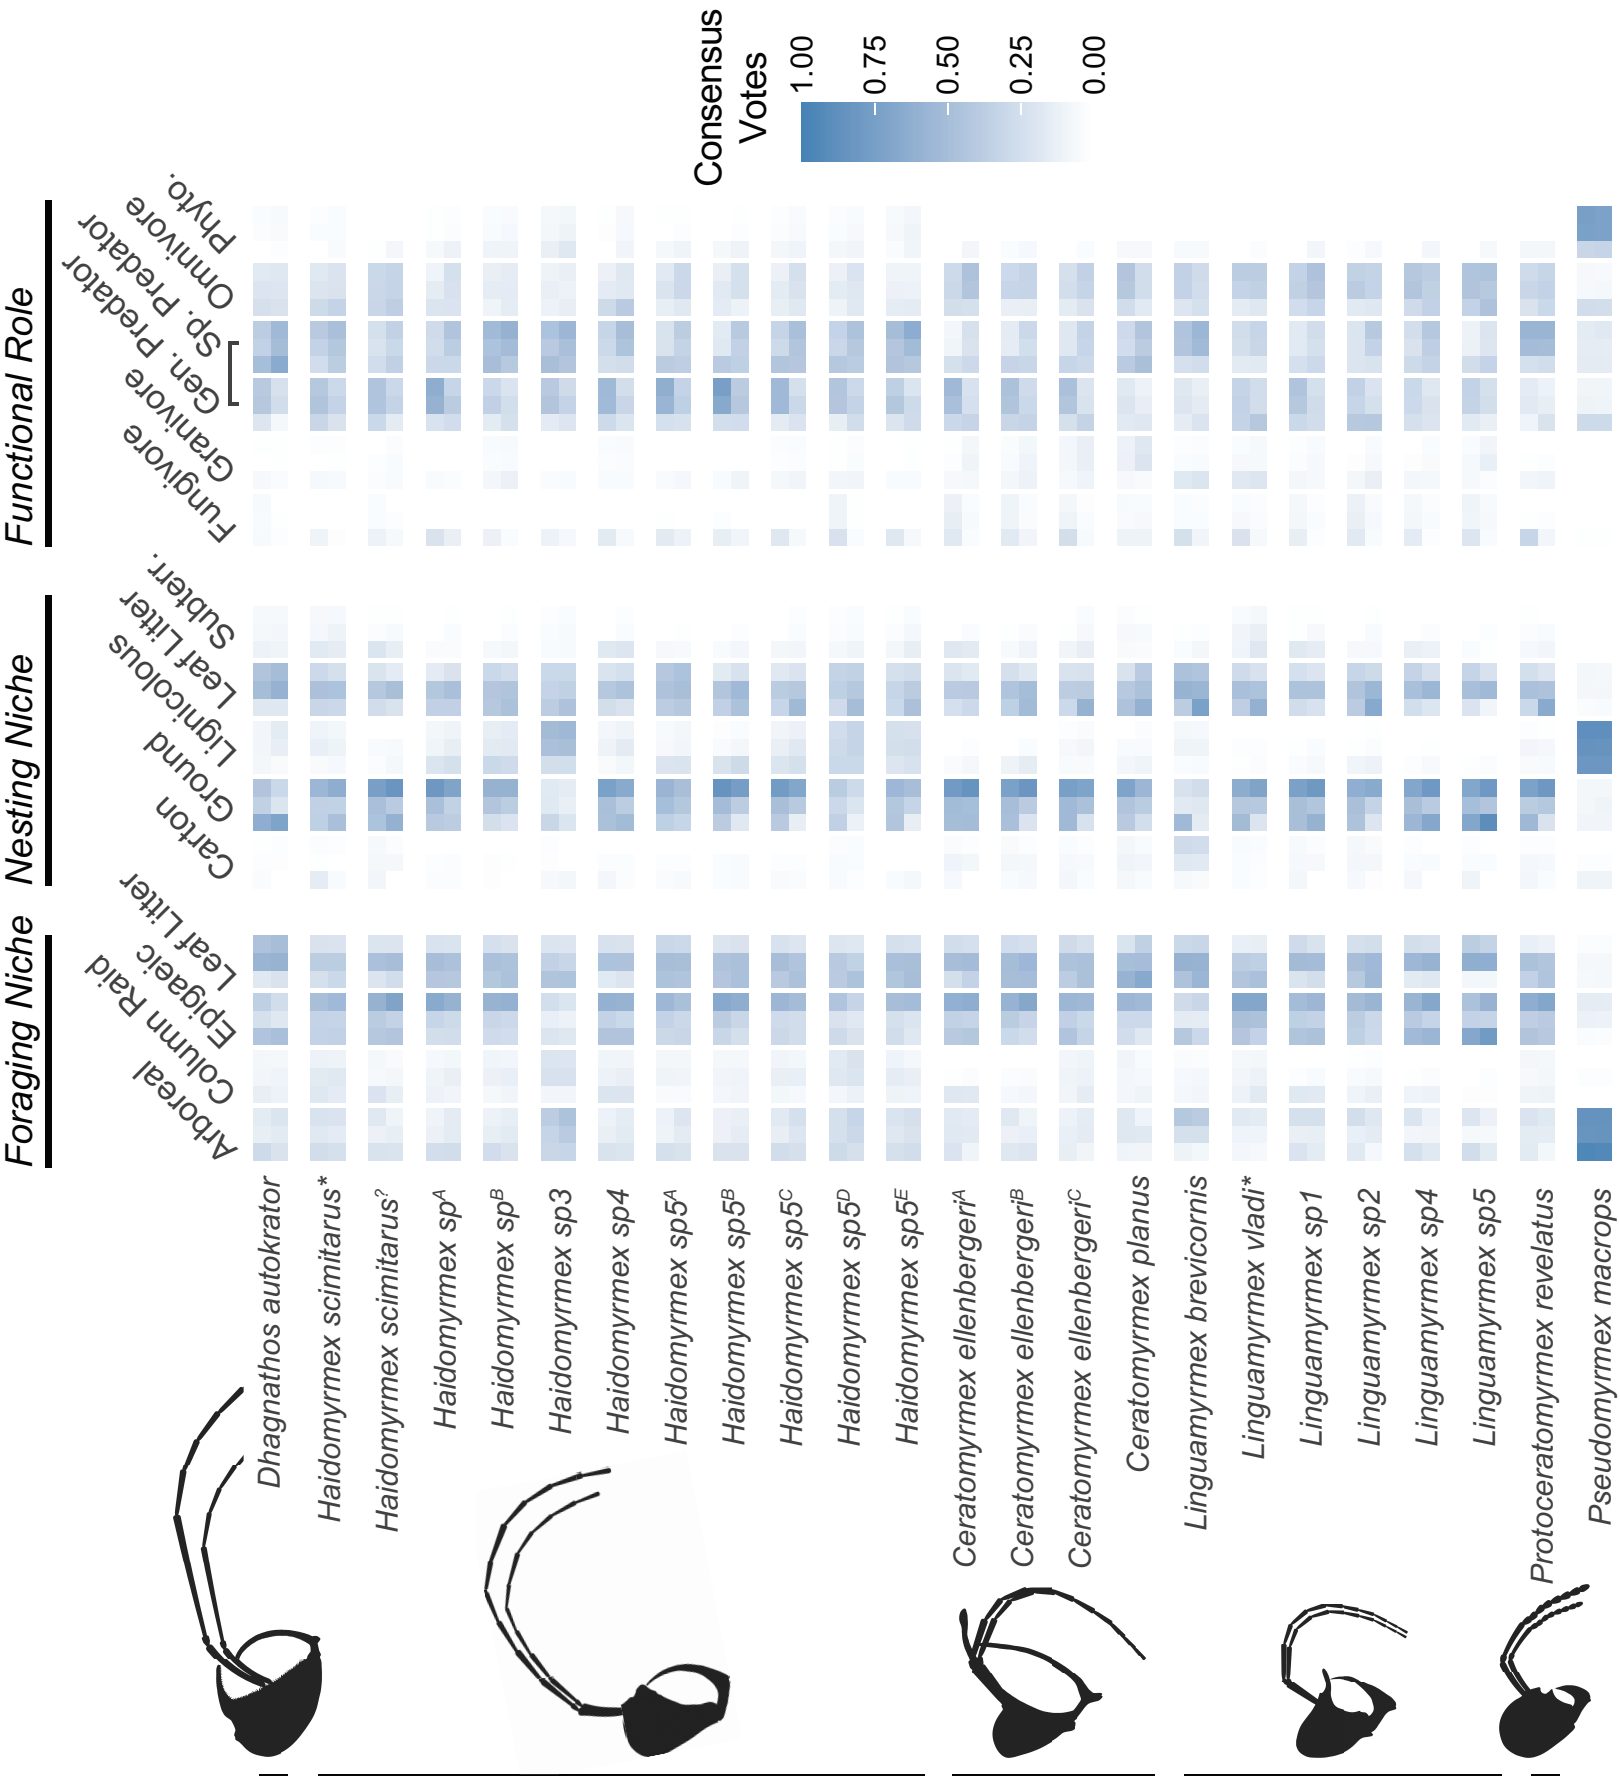 Foraging Niche
Nesting Niche
Functional Role
Arboreal
Column Raid
Epigaeic
Leaf Litter
Carton
Ground
Lignicolous
Leaf Litter
Subterr.
Fungivore
Granivore
Gen. Predator
Sp. Predator
Omnivore
Phyto.
Dhagnathos autokrator
Haidomyrmex scimitarus*
Haidomyrmex scimitarus?
Haidomyrmex spA
Haidomyrmex spB
Haidomyrmex sp3
Haidomyrmex sp4
Haidomyrmex sp5A
Haidomyrmex sp5B
Haidomyrmex sp5C
Haidomyrmex sp5D
Haidomyrmex sp5E
Ceratomyrmex ellenbergeriA
Ceratomyrmex ellenbergeriB
Ceratomyrmex ellenbergeriC
Ceratomyrmex planus
Linguamyrmex brevicornis
Linguamyrmex vladi*
Linguamyrmex sp1
Linguamyrmex sp2
Linguamyrmex sp4
Linguamyrmex sp5
Protoceratomyrmex revelatus
Pseudomyrmex macrops
Consensus
Votes
1.00
0.75
0.50
0.25
0.00